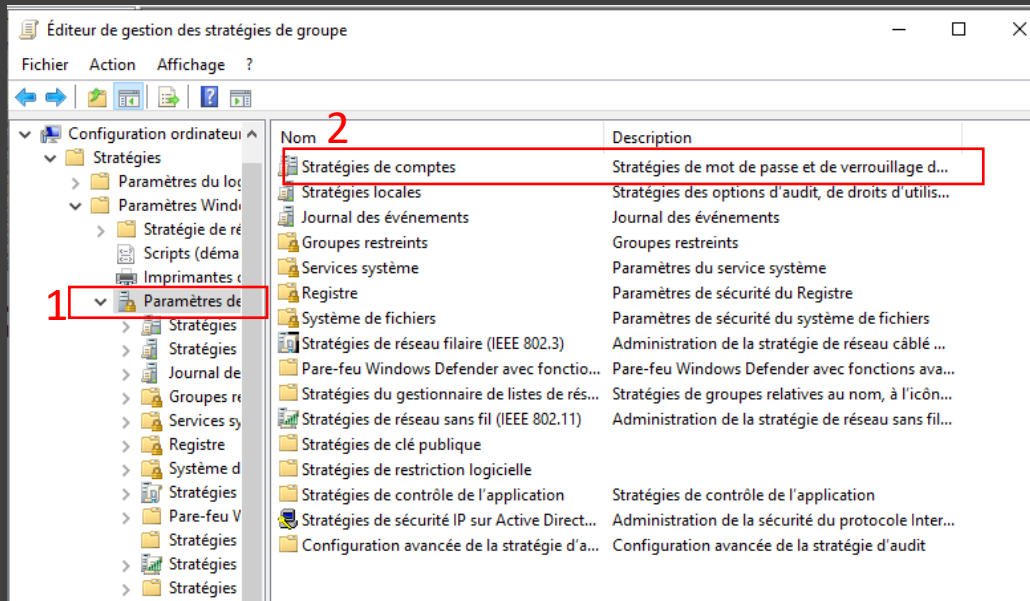 Éditeur de gestion des stratégies de groupe
Fichier Action Affichage ?
Configuration ordinateur
Stratégies
Paramètres du log
Paramètres Windo
Stratégie de ré
Scripts (déma
Imprimantes
1 Paramètres de
Stratégies
Stratégies
Journal de
Groupes re
Services sy
Registre
Système d
Stratégies
Pare-feu W
Stratégies
Stratégies
Stratégies
Nom 2 Description
Stratégies de comptes Stratégies de mot de passe et de verrouillage d...
Stratégies locales Stratégies des options d'audit, de droits d'utilis...
Journal des événements Journal des événements
Groupes restreints Groupes restreints
Services système Paramètres du service système
Registre Paramètres de sécurité du Registre
Système de fichiers Paramètres de sécurité du système de fichiers
Stratégies de réseau filaire (IEEE 802.3) Administration de la stratégie de réseau câblé ...
Pare-feu Windows Defender avec fonctio... Pare-feu Windows Defender avec fonctions ava...
Stratégies du gestionnaire de listes de rés... Stratégies de groupes relatives au nom, à l'icôn...
Stratégies de réseau sans fil (IEEE 802.11) Administration de la stratégie de réseau sans fil...
Stratégies de clé publique
Stratégies de restriction logicielle
Stratégies de contrôle de l'application Stratégies de contrôle de l'application
Stratégies de sécurité IP sur Active Direct... Administration de la sécurité du protocole Inter...
Configuration avancée de la stratégie d'a... Configuration avancée de la stratégie d'audit